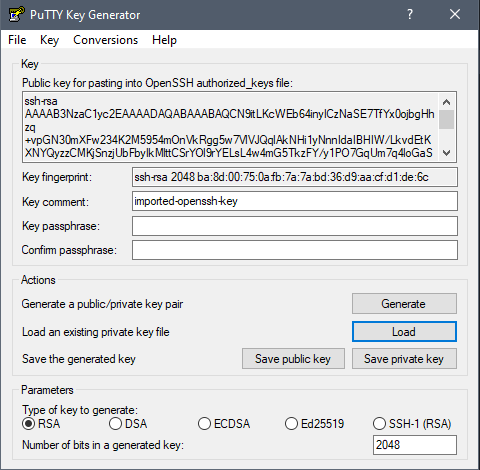 PuTTY Key Generator
?
File Key Conversions Help
Key
Public key for pasting into OpenSSH authorized_keys file:
ssh-rsa
zq
Key fingerprint: ssh-rsa 2048 ba:8d:00:75:0a:fb:7a:7a:bd:36:d9:aa:cf:d1:de:6c
Key comment: imported-openssh-key
Key passphrase:
Confirm passphrase:
Actions
Generate a public/private key pair Generate
Load an existing private key file Load
Save the generated key Save public key Save private key
Parameters
Type of key to generate:
RSA DSA ECDSA Ed25519 SSH-1 (RSA)
Number of bits in a generated key: 2048